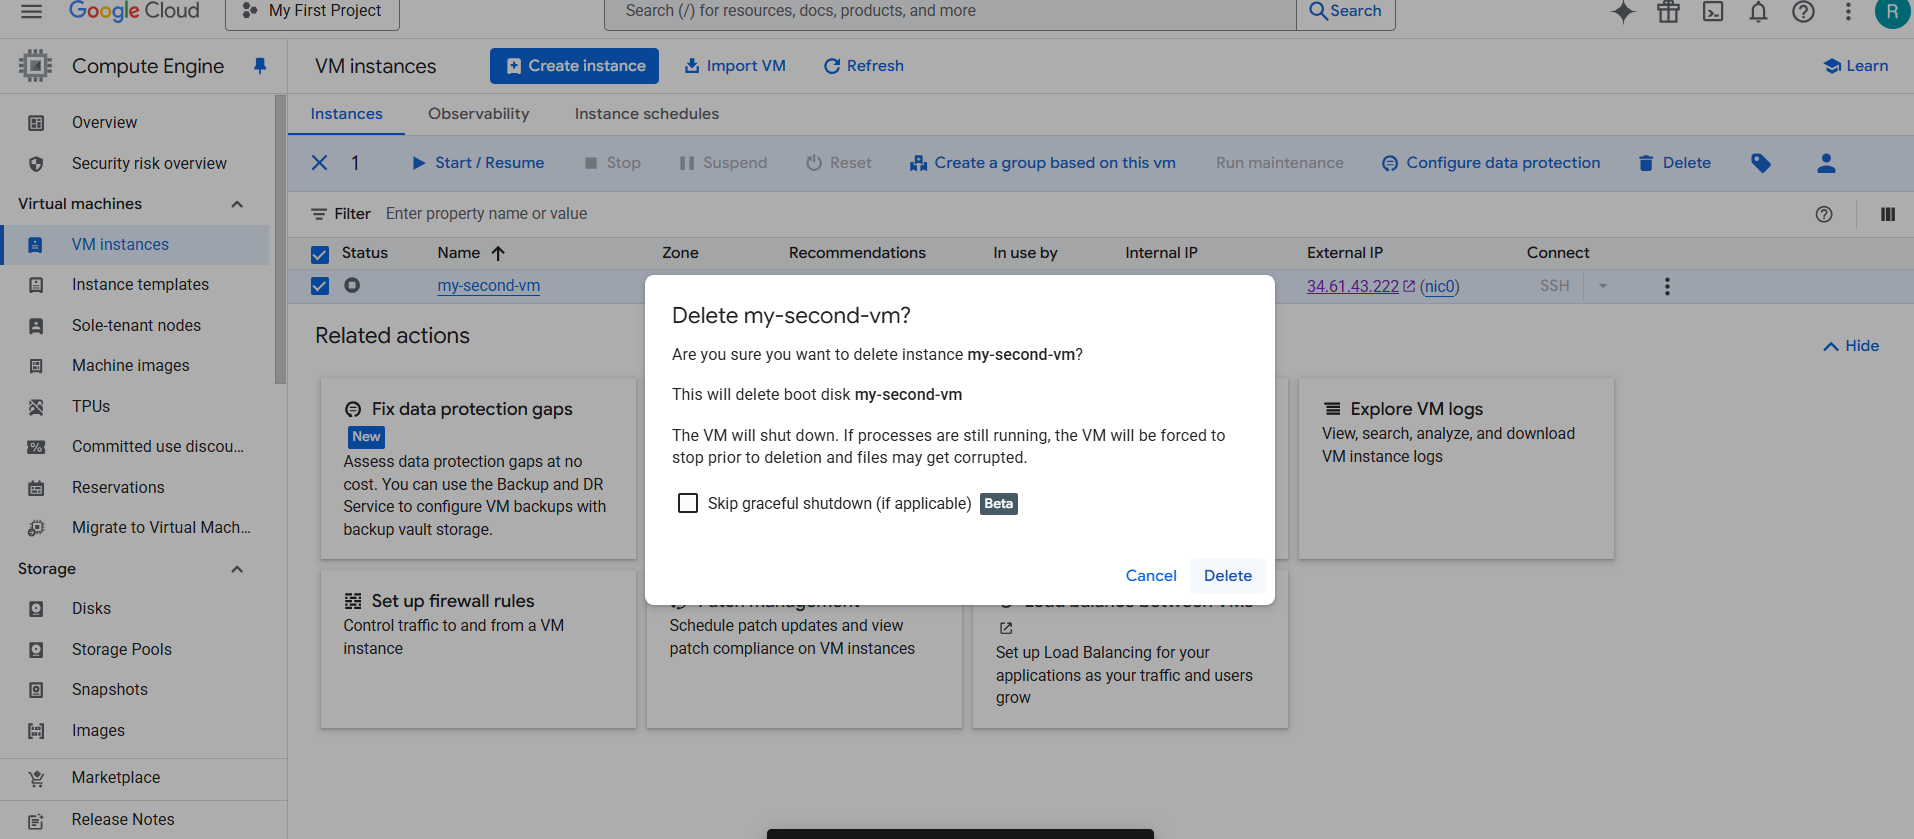 Google Cloud
My First Project
Search (/) for resources, docs, products, and more
Search
R
Compute Engine
VM instances
Create instance
Import VM
Refresh
Learn
Overview
Security risk overview
Virtual machines
VM instances
Instance templates
Sole-tenant nodes
Machine images
TPUs
Committed use discou...
Reservations
Migrate to Virtual Mach...
Storage
Disks
Storage Pools
Snapshots
Images
Marketplace
Release Notes
Instances
Observability
Instance schedules
1
Start / Resume
Stop
Suspend
Reset
Create a group based on this vm
Run maintenance
Configure data protection
Delete
Filter
Enter property name or value
Status
Name
Zone
Recommendations
In use by
Internal IP
External IP
Connect
my-second-vm
34.61.43.222 (nic0)
SSH
Related actions
Hide
Fix data protection gaps
New
Assess data protection gaps at no
cost. You can use the Backup and DR
Service to configure VM backups with
backup vault storage.
Explore VM logs
View, search, analyze, and download
VM instance logs
Set up firewall rules
Control traffic to and from a VM
instance
Patch management
Schedule patch updates and view
patch compliance on VM instances
Load balance between VMs
Set up Load Balancing for your
applications as your traffic and users
grow
Delete my-second-vm?
Are you sure you want to delete instance my-second-vm?
This will delete boot disk my-second-vm
The VM will shut down. If processes are still running, the VM will be forced to
stop prior to deletion and files may get corrupted.
Skip graceful shutdown (if applicable)
Beta
Cancel
Delete